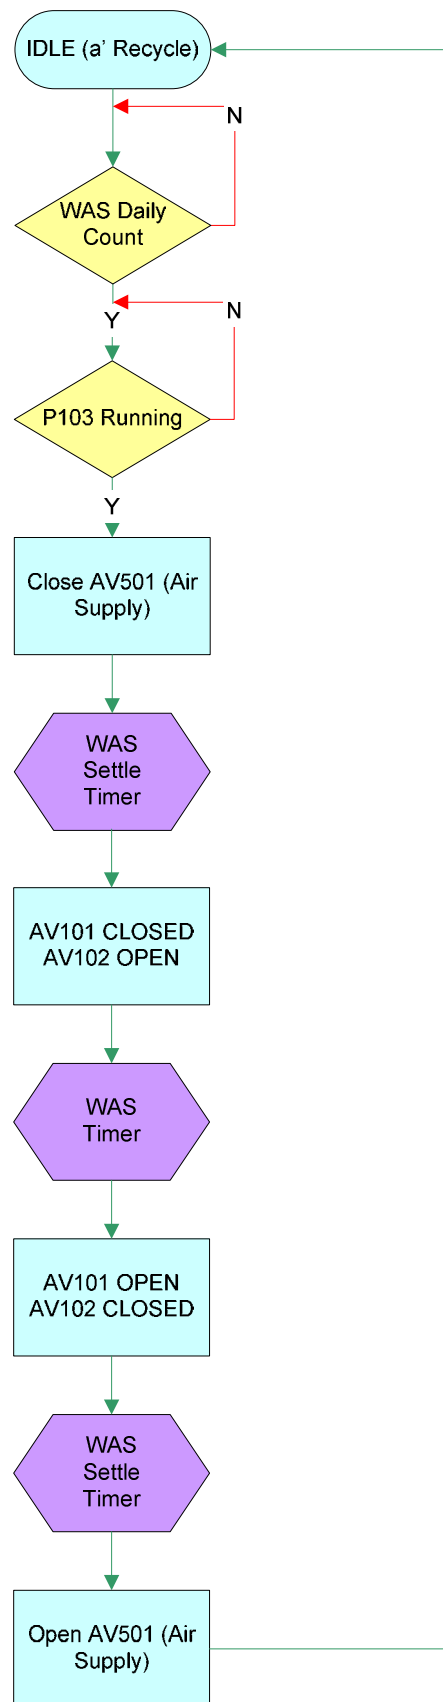 IDLE (a' Recycle)
N
WAS Daily
Count
N
Y
P103 Running
Y
Close AV501 (Air
Supply)
WAS
Settle
Timer
AV101 CLOSED
AV102 OPEN
WAS
Timer
AV101 OPEN
AV102 CLOSED
WAS
Settle
Timer
Open AV501 (Air
Supply)